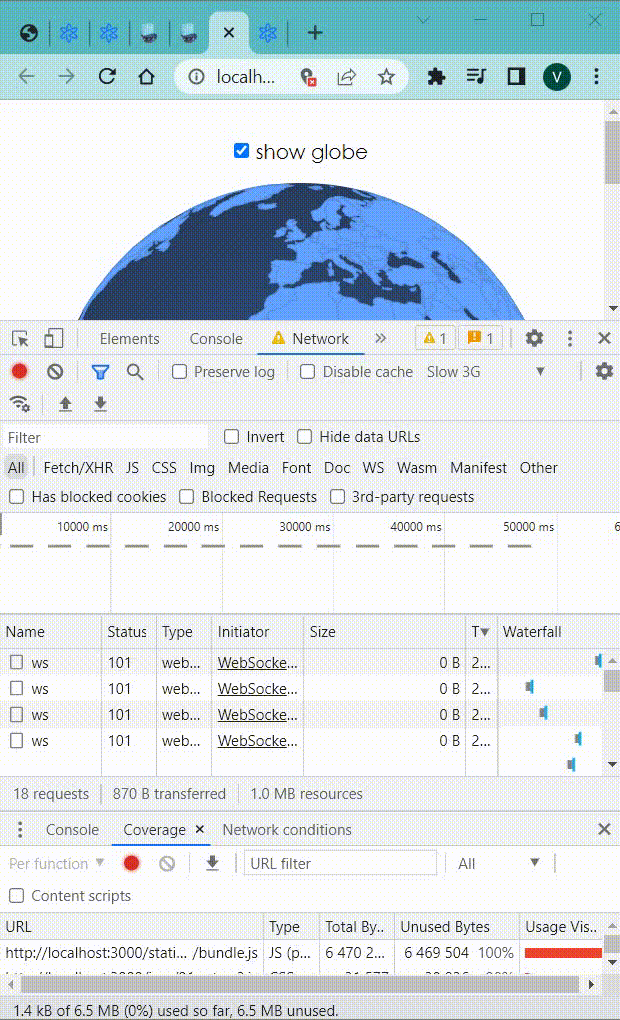 localh...
V
show globe
Elements Console Network » 1 1
Preserve log Disable cache Slow 3G ▼
Filter Invert Hide data URLs
All Fetch/XHR JS CSS Img Media Font Doc WS Wasm Manifest Other
Has blocked cookies Blocked Requests 3rd-party requests
10000 ms 20000 ms 30000 ms 40000 ms 50000 ms 6
Name Status Type Initiator Size T▼ Waterfall
ws 101 web... WebSocke... 0 B 2...
ws 101 web... WebSocke... 0 B 2...
ws 101 web... WebSocke... 0 B 2...
ws 101 web... WebSocke... 0 B 2...
18 requests 870 B transferred 1.0 MB resources
Console Coverage × Network conditions
Per function ▼ URL filter All ▼
Content scripts
URL Type Total By.. Unused Bytes Usage Vis..
http://localhost:3000/stati... /bundle.js JS (p... 6 470 2... 6 469 504 100%
1.4 kB of 6.5 MB (0%) used so far, 6.5 MB unused.